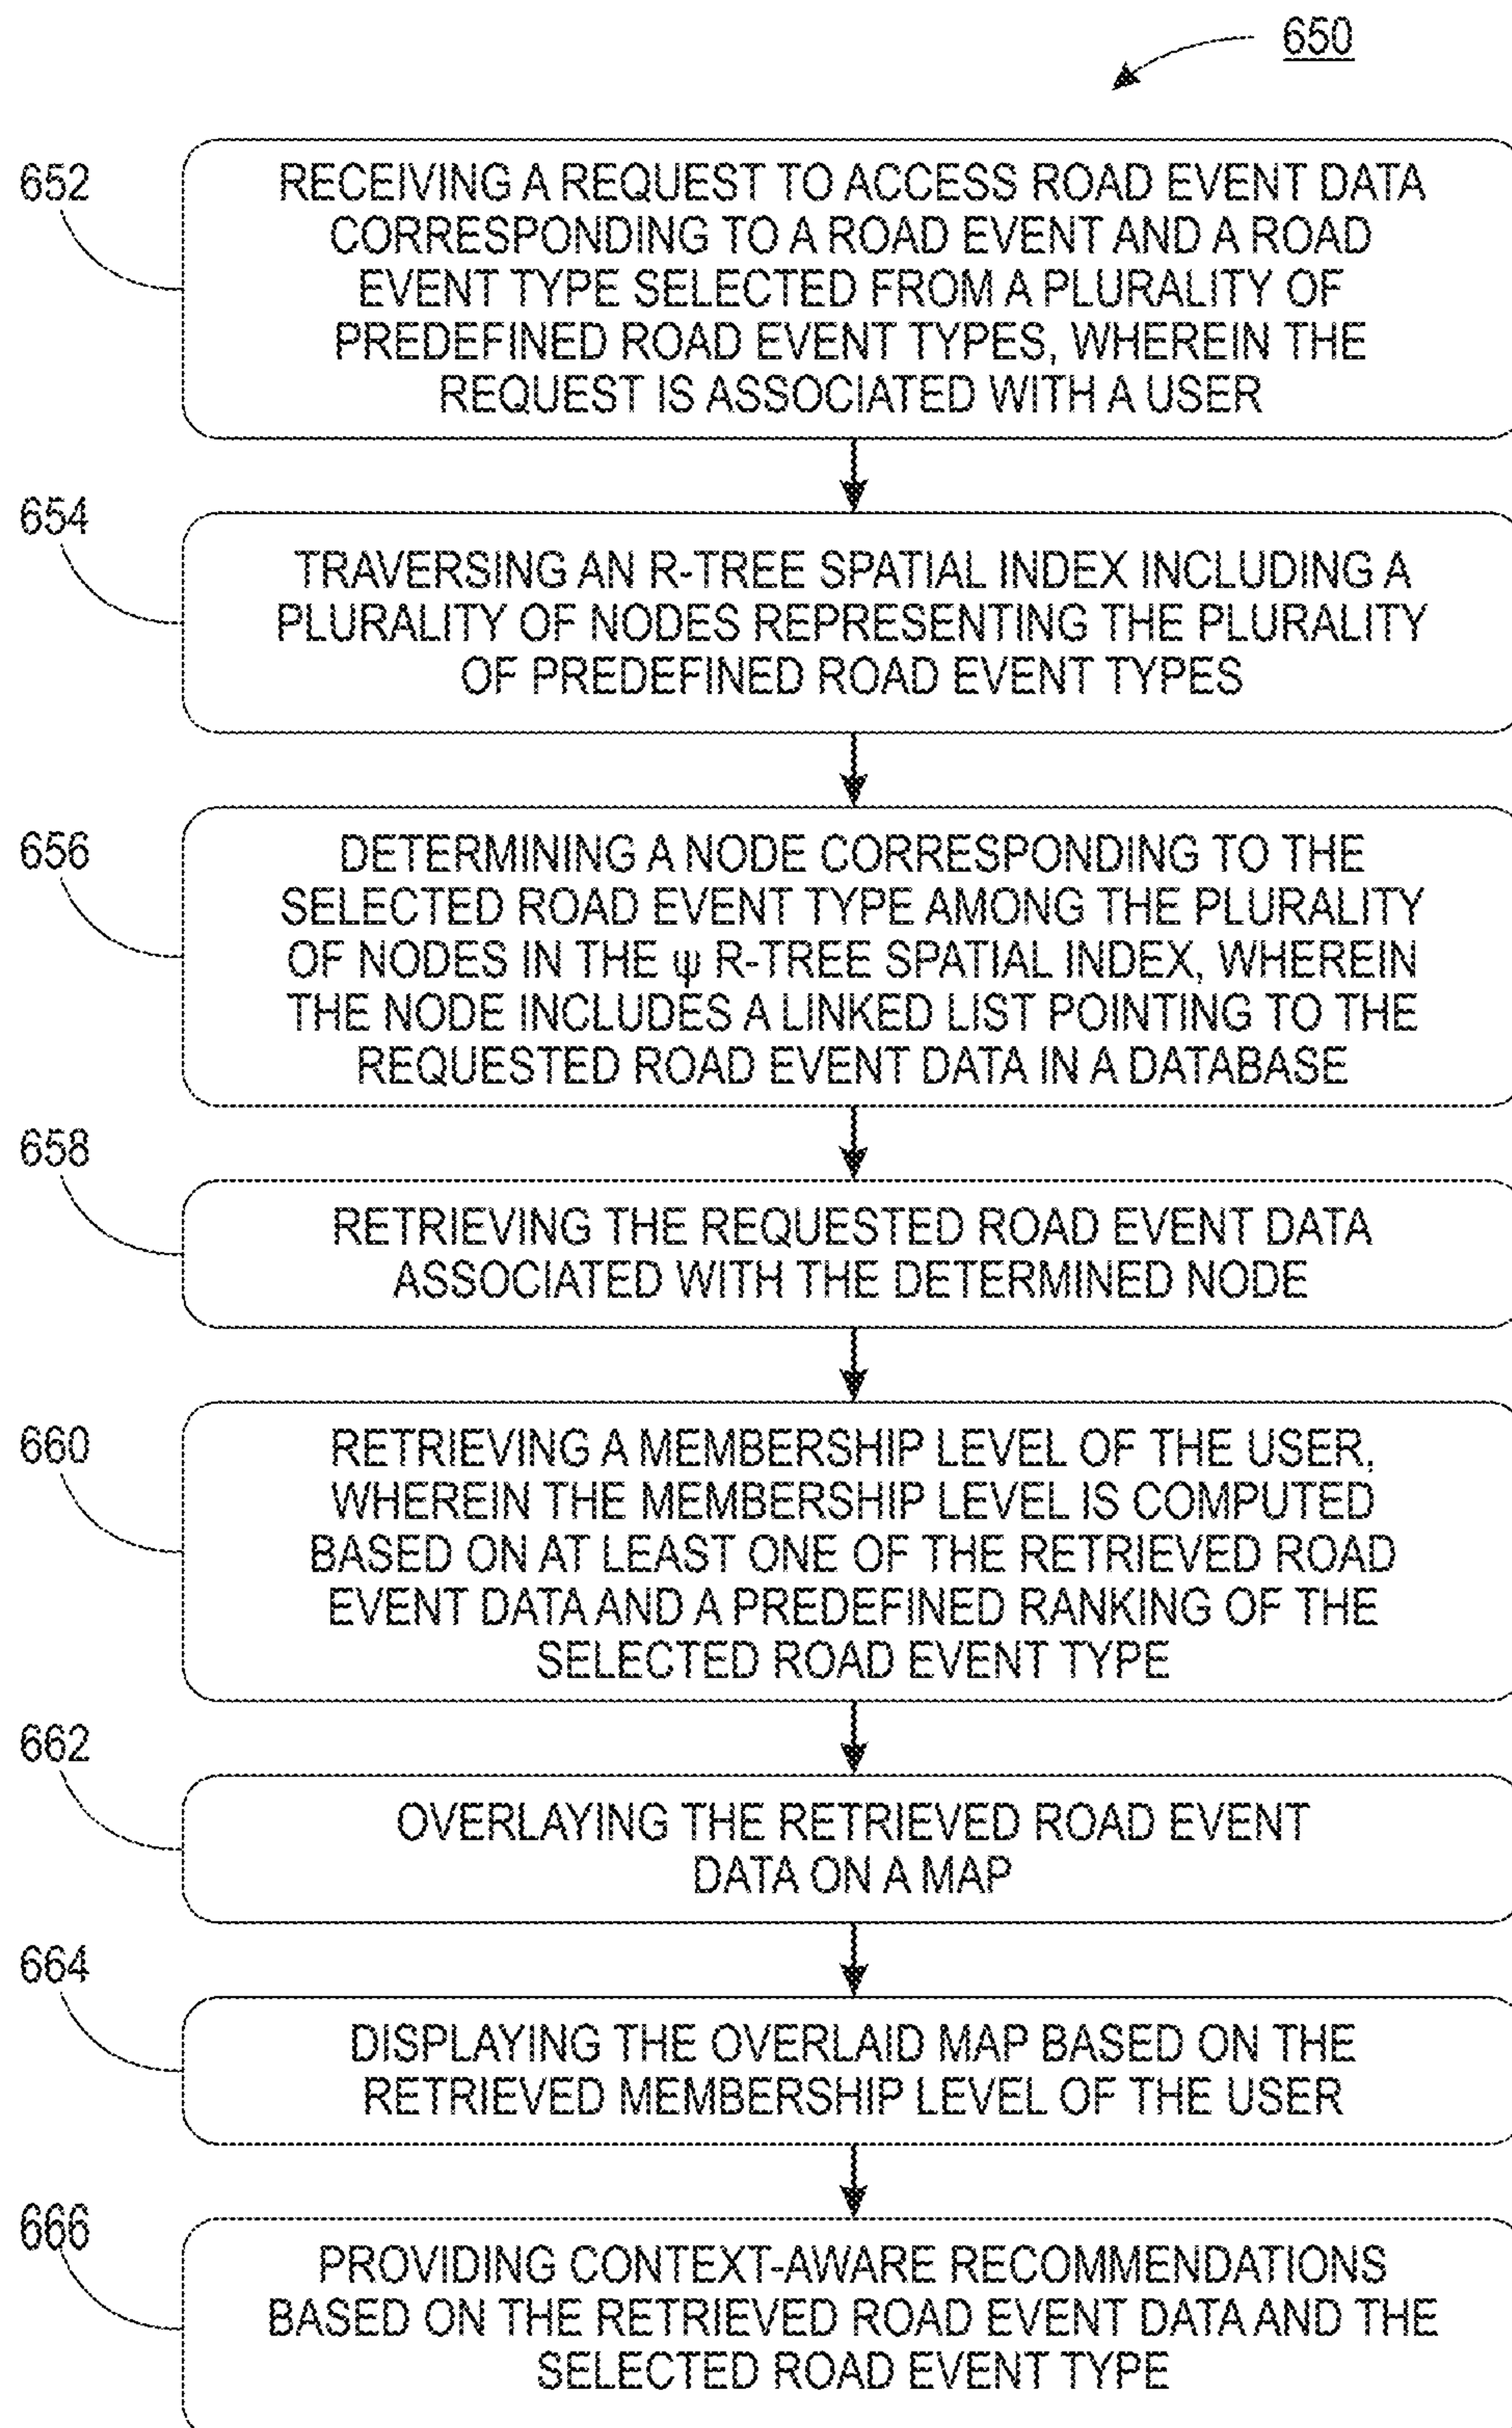 650
652
RECEIVING A REQUEST TO ACCESS ROAD EVENT DATA
CORRESPONDING TO A ROAD EVENT AND A ROAD
EVENT TYPE SELECTED FROM A PLURALITY OF
PREDEFINED ROAD EVENT TYPES, WHEREIN THE
REQUEST IS ASSOCIATED WITH A USER
654
TRAVERSING AN R-TREE SPATIAL INDEX INCLUDING A
PLURALITY OF NODES REPRESENTING THE PLURALITY
OF PREDEFINED ROAD EVENT TYPES
656
DETERMINING A NODE CORRESPONDING TO THE
SELECTED ROAD EVENT TYPE AMONG THE PLURALITY
OF NODES IN THE ψ R-TREE SPATIAL INDEX, WHEREIN
THE NODE INCLUDES A LINKED LIST POINTING TO THE
REQUESTED ROAD EVENT DATA IN A DATABASE
658
RETRIEVING THE REQUESTED ROAD EVENT DATA
ASSOCIATED WITH THE DETERMINED NODE
660
RETRIEVING A MEMBERSHIP LEVEL OF THE USER,
WHEREIN THE MEMBERSHIP LEVEL IS COMPUTED
BASED ON AT LEAST ONE OF THE RETRIEVED ROAD
EVENT DATA AND A PREDEFINED RANKING OF THE
SELECTED ROAD EVENT TYPE
662
OVERLAYING THE RETRIEVED ROAD EVENT
DATA ON A MAP
664
DISPLAYING THE OVERLAID MAP BASED ON THE
RETRIEVED MEMBERSHIP LEVEL OF THE USER
666
PROVIDING CONTEXT-AWARE RECOMMENDATIONS
BASED ON THE RETRIEVED ROAD EVENT DATA AND THE
SELECTED ROAD EVENT TYPE